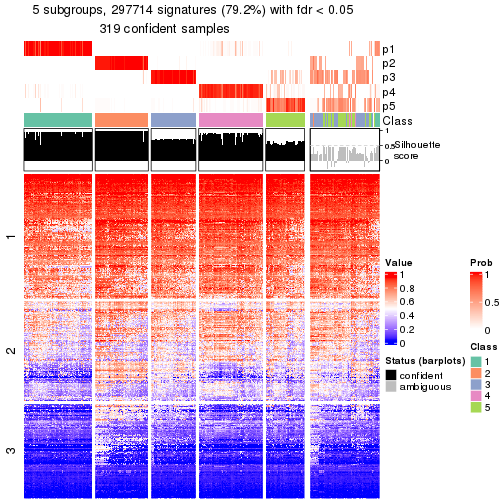 5 subgroups, 297714 signatures (79.2%) with fdr < 0.05
319 confident samples
p1
p2
p3
p4
p5
Class
1
0.5
0
Silhouette
score
1
2
3
Value
1
0.8
0.6
0.4
0.2
0
Status (barplots)
confident
ambiguous
Prob
1
0.5
0
Class
1
2
3
4
5